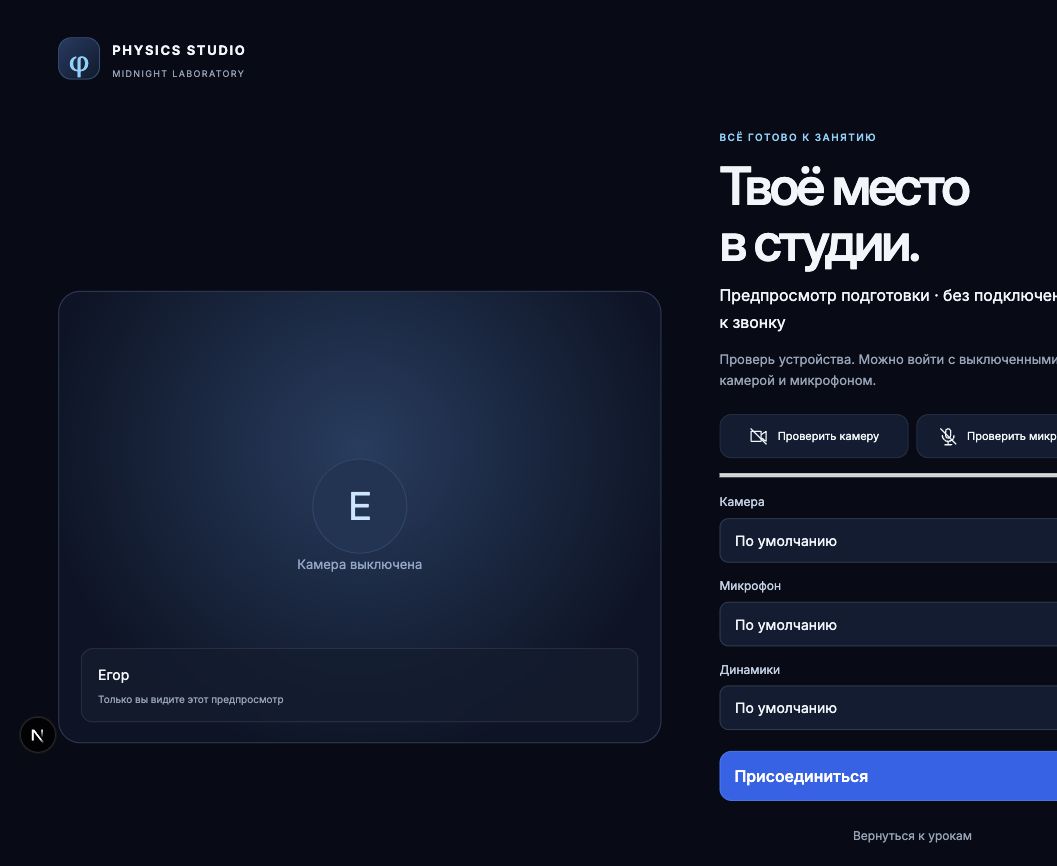 φ
PHYSICS STUDIO
MIDNIGHT LABORATORY
ВСЁ ГОТОВО К ЗАНЯТИЮ
Твоё место
в студии.
Предпросмотр подготовки · без подключен
к звонку
Проверь устройства. Можно войти с выключенными
камерой и микрофоном.
Проверить камеру
Проверить микр
Камера
По умолчанию
Микрофон
По умолчанию
Динамики
По умолчанию
Присоединиться
Вернуться к урокам
Е
Камера выключена
Егор
Только вы видите этот предпросмотр
N